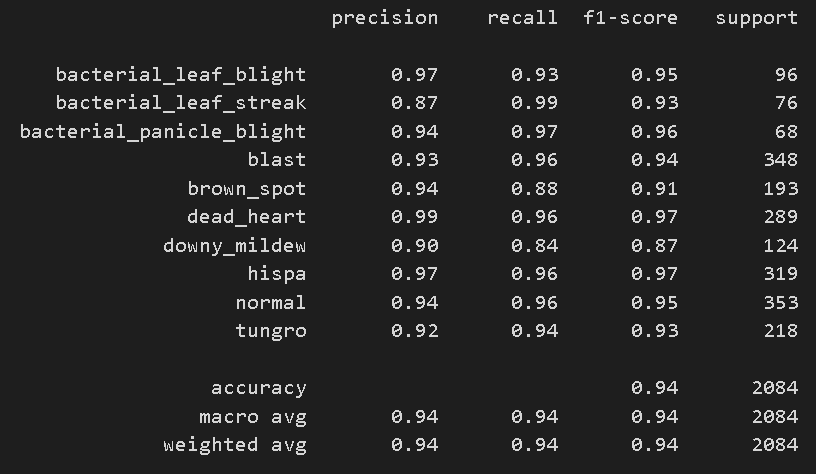 precision recall f1-score support
bacterial_leaf_blight 0.97 0.93 0.95 96
bacterial_leaf_streak 0.87 0.99 0.93 76
bacterial_panicle_blight 0.94 0.97 0.96 68
blast 0.93 0.96 0.94 348
brown_spot 0.94 0.88 0.91 193
dead_heart 0.99 0.96 0.97 289
downy_mildew 0.90 0.84 0.87 124
hispa 0.97 0.96 0.97 319
normal 0.94 0.96 0.95 353
tungro 0.92 0.94 0.93 218
accuracy 0.94 2084
macro avg 0.94 0.94 0.94 2084
weighted avg 0.94 0.94 0.94 2084